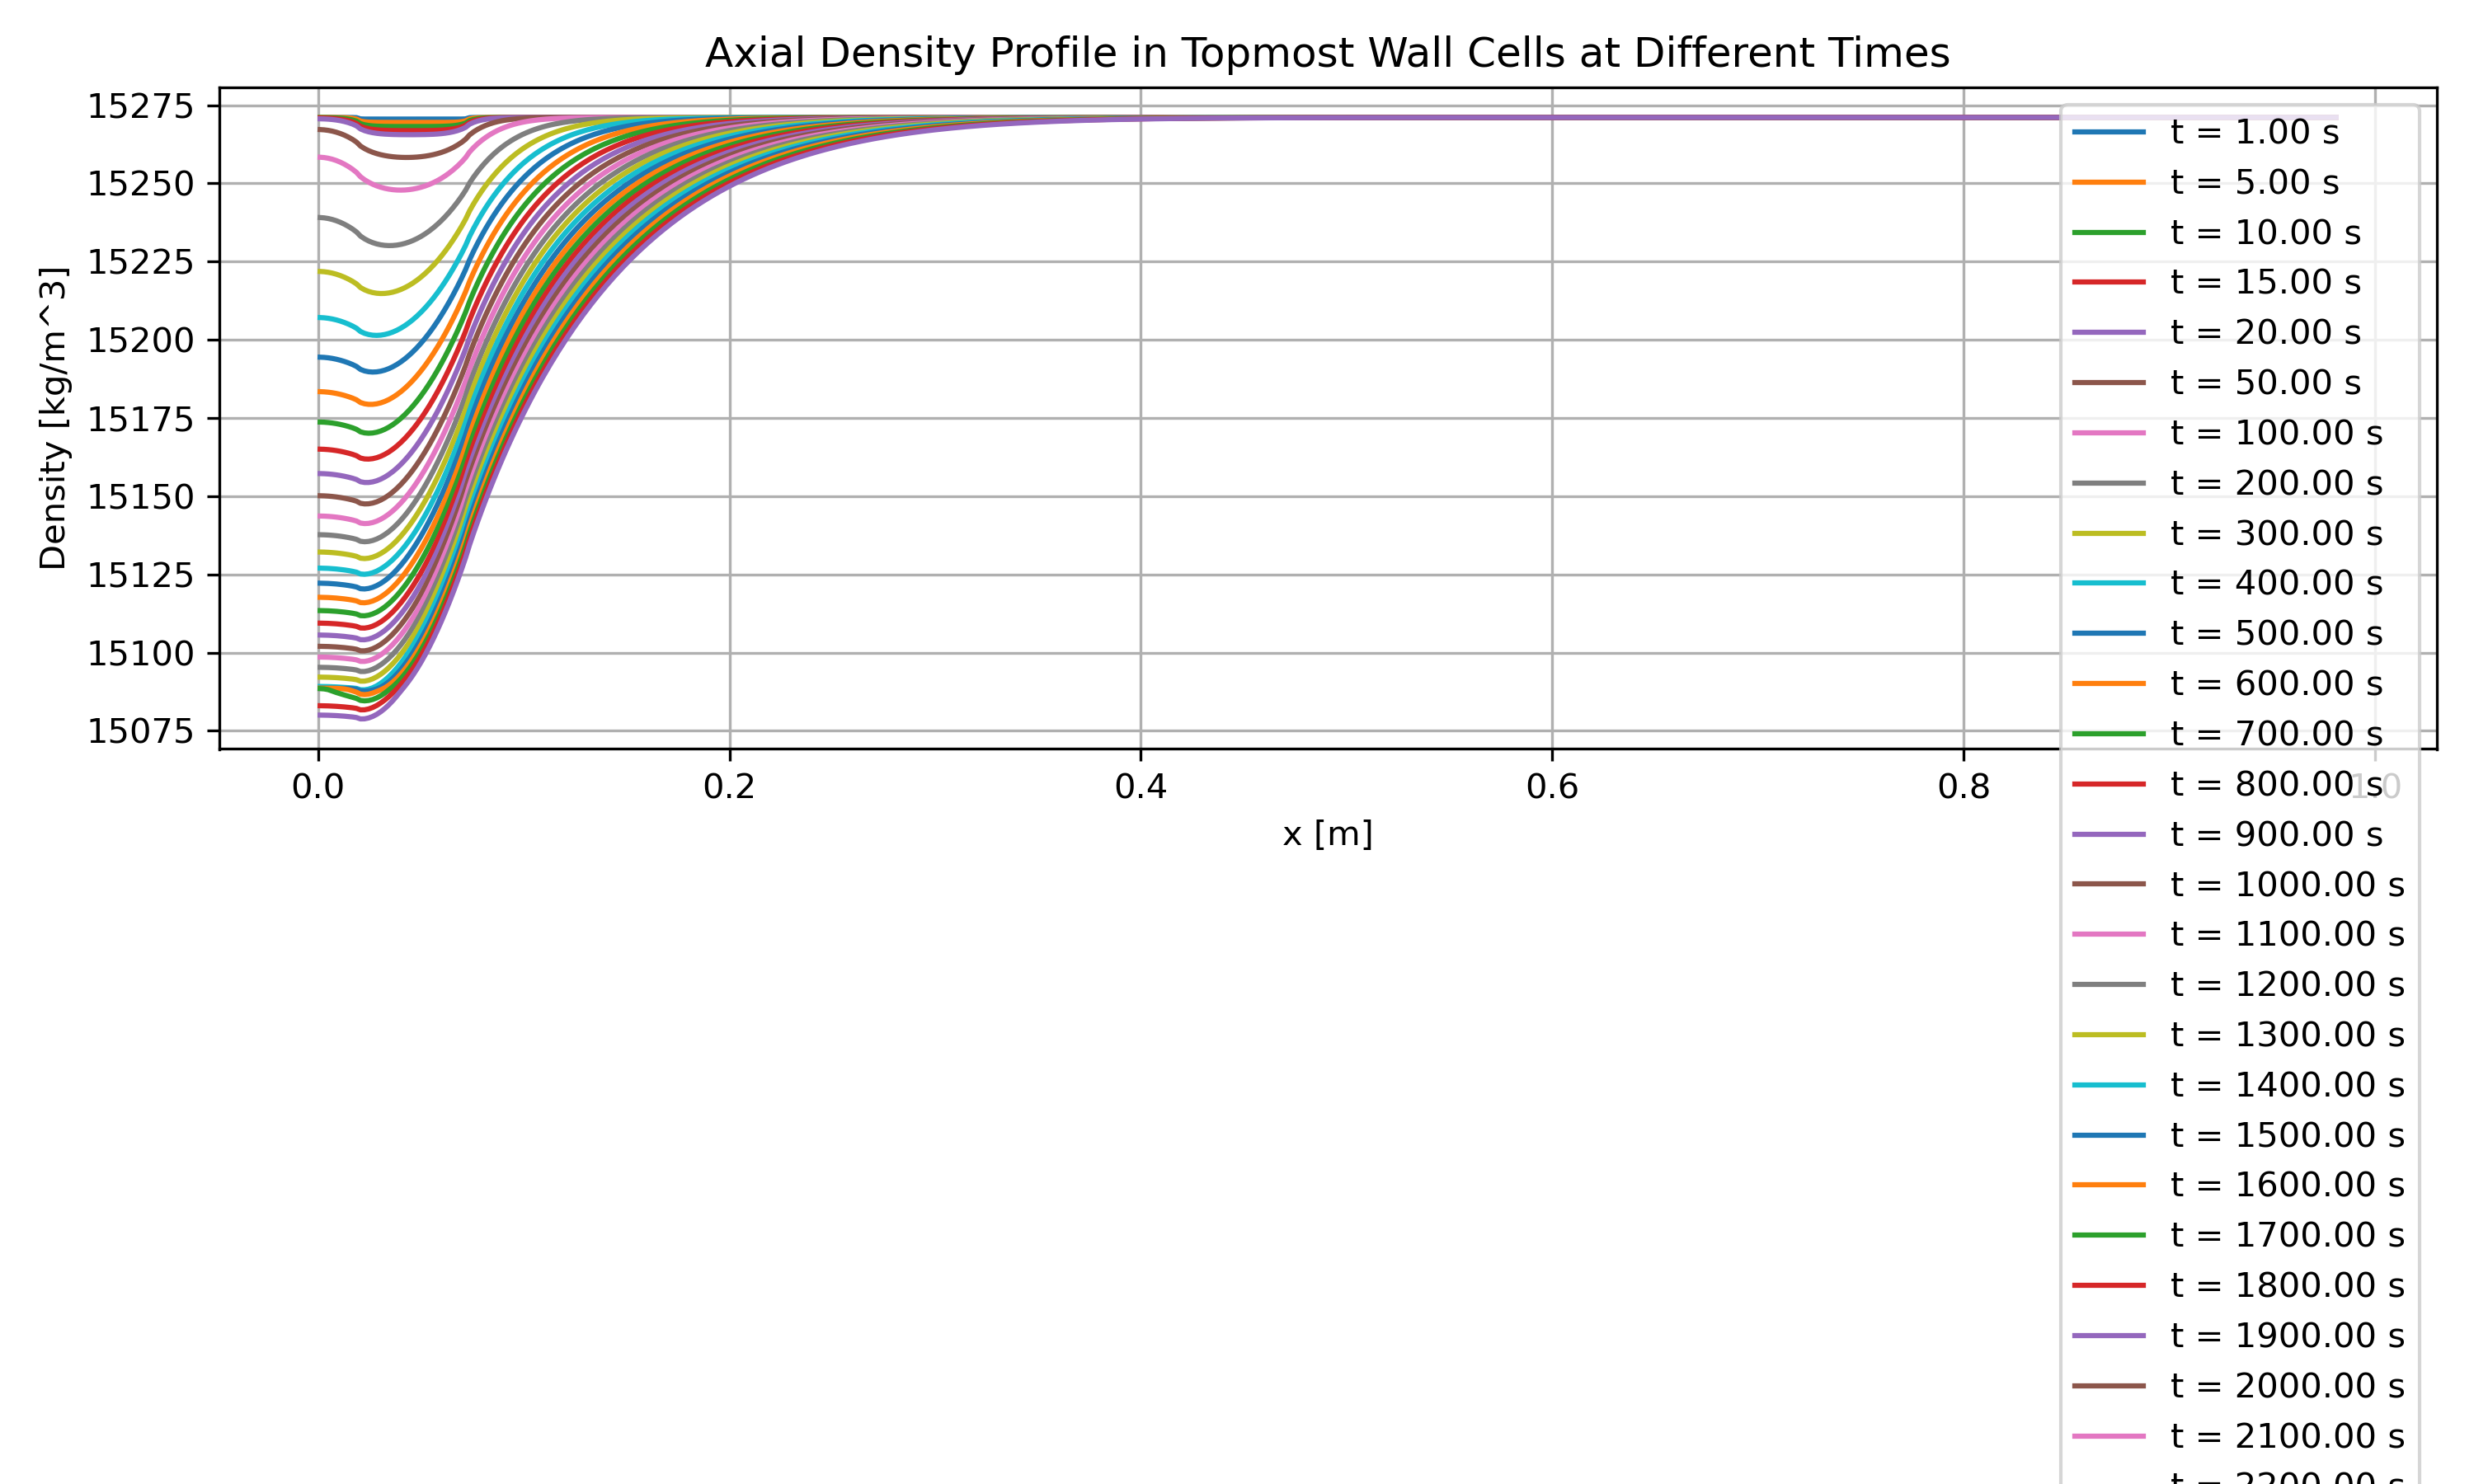 Axial Density Profile in Topmost Wall Cells at Different Times
Density [kg/m^3]
15275
15250
15225
15200
15175
15150
15125
15100
15075
0.0
0.2
0.4
0.6
0.8
1.0
x [m]
t = 1.00 s
t = 5.00 s
t = 10.00 s
t = 15.00 s
t = 20.00 s
t = 50.00 s
t = 100.00 s
t = 200.00 s
t = 300.00 s
t = 400.00 s
t = 500.00 s
t = 600.00 s
t = 700.00 s
t = 800.00 s
t = 900.00 s
t = 1000.00 s
t = 1100.00 s
t = 1200.00 s
t = 1300.00 s
t = 1400.00 s
t = 1500.00 s
t = 1600.00 s
t = 1700.00 s
t = 1800.00 s
t = 1900.00 s
t = 2000.00 s
t = 2100.00 s
t = 2200.00 s